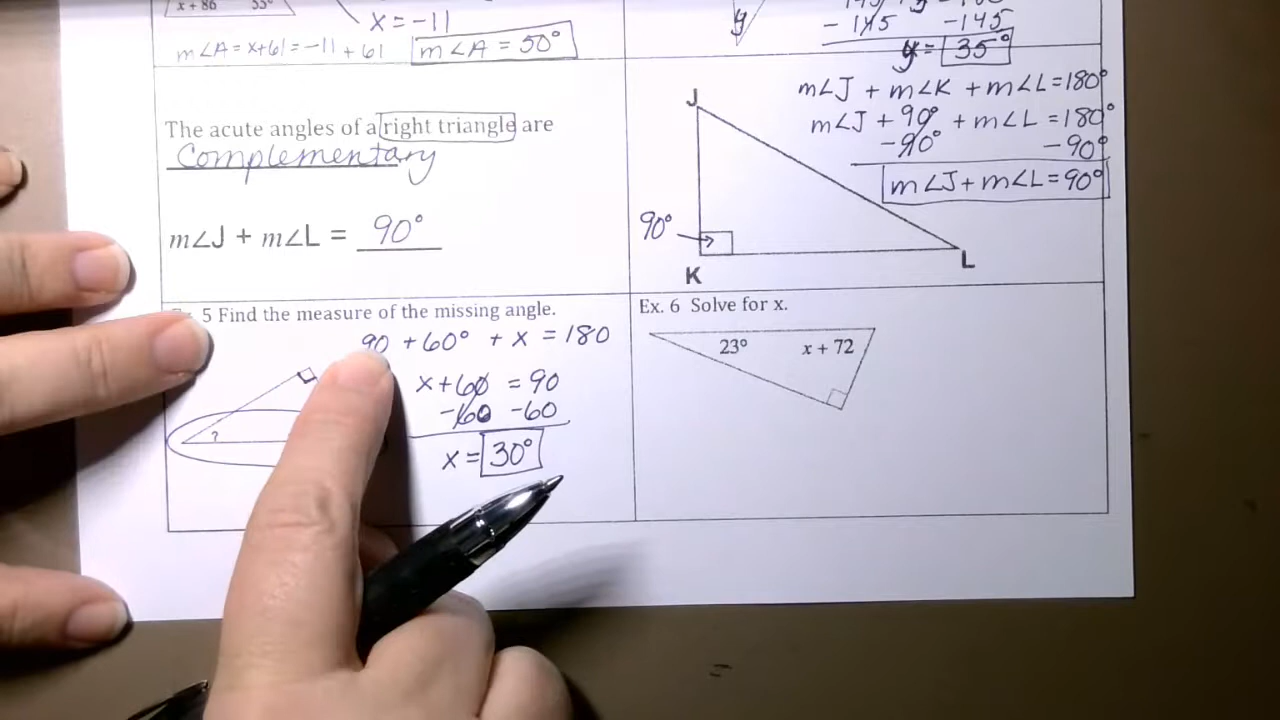 x + 86 55°
x = -11
m∠A = x+61 = -11 + 61 m∠A = 50°
y
- 145 -145
y = 35°
The acute angles of a right triangle are
Complementary
m∠J + m∠L = 90°
J
90°
K
L
m∠J + m∠K + m∠L = 180°
m∠J + 90° + m∠L = 180°
-90° -90°
m∠J + m∠L = 90°
5 Find the measure of the missing angle.
90 + 60° + x = 180
x + 60 = 90
-60 -60
x = 30°
?
Ex. 6 Solve for x.
23° x + 72